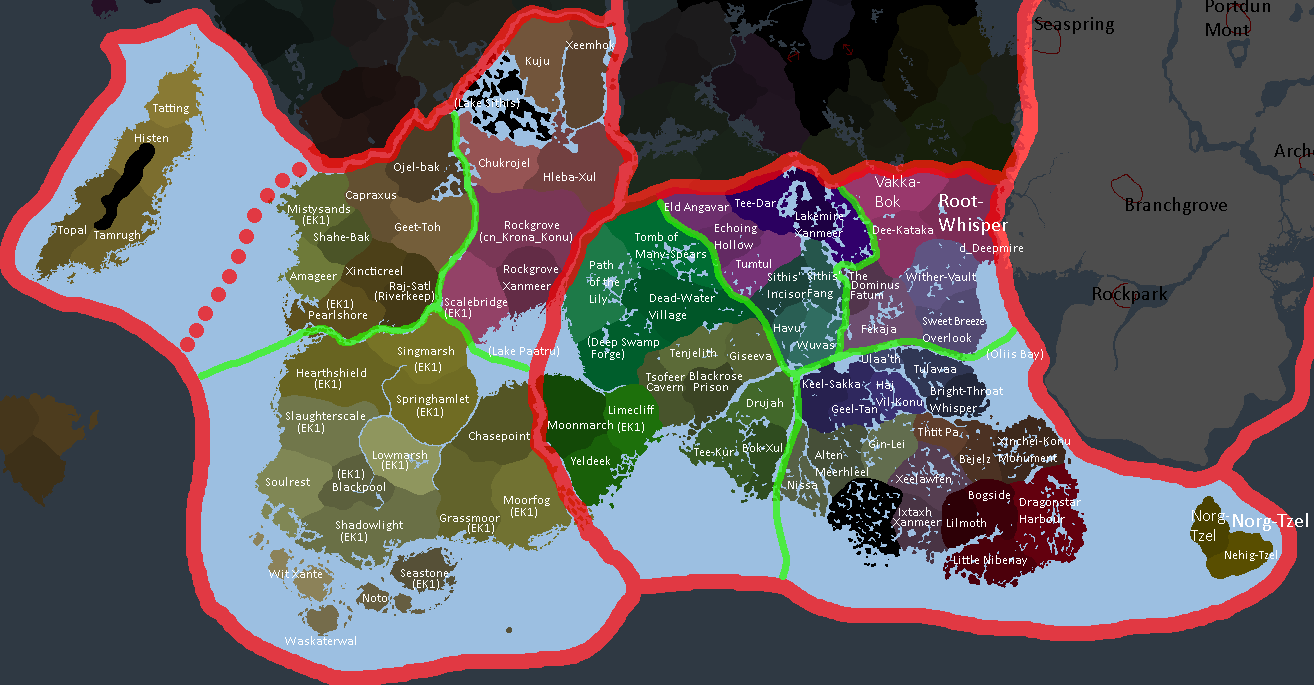 Seaspring
Portdun
Mont
Branchgrove
Rockpark
Tatting
Histen
Topal
Tamrugh
Kuju
Xeemhok
(Lake Sithis)
Ojel-bak
Chukrojel
Hleba-Xul
Capraxus
Mistysands
(EK1)
Geet-Toh
Shahe-Bak
Rockgrove
(cn_Krona_Konu)
Amageer
Xincticreel
Raj-Satl
(Riverkeep)
Rockgrove
Xanmeer
(EK1)
Pearlshore
Scalebridge
(EK1)
(Lake Paatru)
Singmarsh
(EK1)
Hearthshield
(EK1)
Springhamlet
(EK1)
Slaughterscale
(EK1)
Chasepoint
Lowmarsh
(EK1)
(EK1)
Blackpool
Soulrest
Moorfog
(EK1)
Grassmoor
(EK1)
Shadowlight
(EK1)
Wit Xante
Seastone
(EK1)
Noto
Waskaterwal
Eld Angavar
Tee-Dar
Lakemire
Xanmeer
Echoing
Hollow
Tumtul
Tomb of
Many-Spears
Path
of the
Lily
Dead-Water
Village
(Deep Swamp
Forge)
Sithis
Incisor
Sithis
Fang
Havu
Wuvas
Tenjelith
Giseeva
Tsofeer
Cavern
Blackrose
Prison
Drujah
Moonmarch
Limecliff
(EK1)
Yeldeek
Tee-Kur
Bok-Xul
Vakka-
Bok
Root-
Whisper
Dee-Kataka
d_Deepmire
The
Dominus
Fatum
Wither-Vault
Fekaja
Sweet Breeze
Overlook
(Oliis Bay)
Ulaa'th
Tulavaa
Keel-Sakka
Haj
Vil-Konu
Bright-Throat
Whisper
Geel-Tan
Thtit Pa
Xinchei-Konu
Monument
Gin-Lei
Alten-
Meerhleel
Bejelz
Nissa
Xeelawfen
Bogside
Dragonstar
Harbour
Ixtaxh
Xanmeer
Lilmoth
Little Nibenay
Norg-
Tzel
Norg-Tzel
Nehig-Tzel